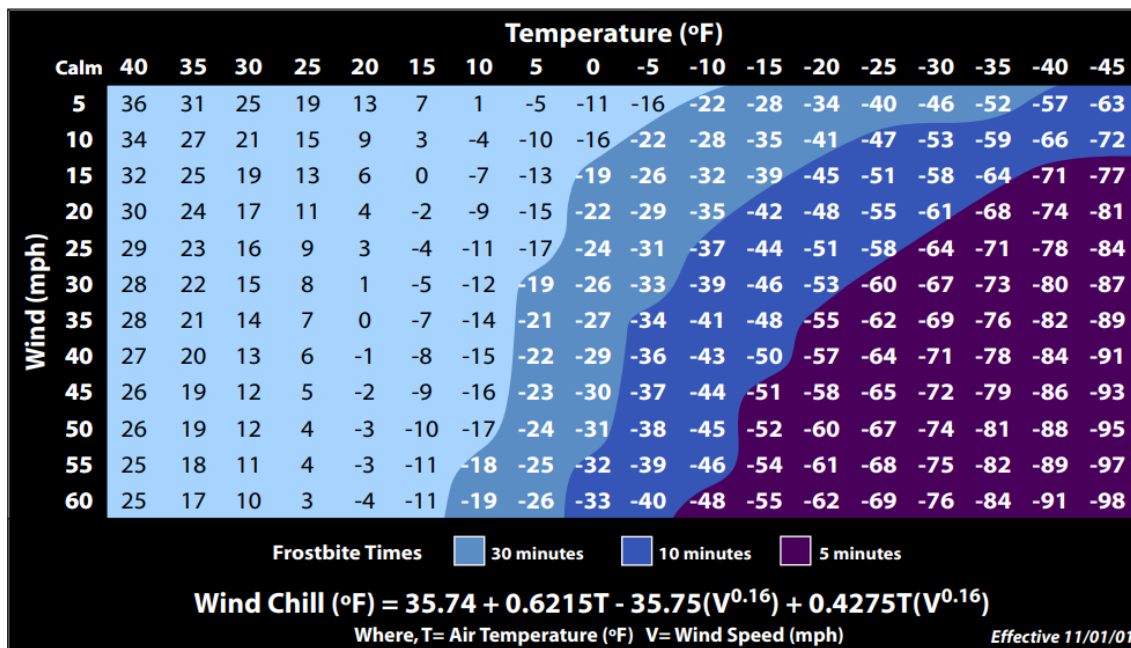 Temperature (ºF)
Calm 40 35 30 25 20 15 10 5 0 -5 -10 -15 -20 -25 -30 -35 -40 -45
5 36 31 25 19 13 7 1 -5 -11 -16 -22 -28 -34 -40 -46 -52 -57 -63
10 34 27 21 15 9 3 -4 -10 -16 -22 -28 -35 -41 -47 -53 -59 -66 -72
15 32 25 19 13 6 0 -7 -13 -19 -26 -32 -39 -45 -51 -58 -64 -71 -77
20 30 24 17 11 4 -2 -9 -15 -22 -29 -35 -42 -48 -55 -61 -68 -74 -81
25 29 23 16 9 3 -4 -11 -17 -24 -31 -37 -44 -51 -58 -64 -71 -78 -84
30 28 22 15 8 1 -5 -12 -19 -26 -33 -39 -46 -53 -60 -67 -73 -80 -87
35 28 21 14 7 0 -7 -14 -21 -27 -34 -41 -48 -55 -62 -69 -76 -82 -89
40 27 20 13 6 -1 -8 -15 -22 -29 -36 -43 -50 -57 -64 -71 -78 -84 -91
45 26 19 12 5 -2 -9 -16 -23 -30 -37 -44 -51 -58 -65 -72 -79 -86 -93
50 26 19 12 4 -3 -10 -17 -24 -31 -38 -45 -52 -60 -67 -74 -81 -88 -95
55 25 18 11 4 -3 -11 -18 -25 -32 -39 -46 -54 -61 -68 -75 -82 -89 -97
60 25 17 10 3 -4 -11 -19 -26 -33 -40 -48 -55 -62 -69 -76 -84 -91 -98
Wind (mph)
Frostbite Times 30 minutes 10 minutes 5 minutes
Wind Chill (ºF) = 35.74 + 0.6215T - 35.75(V^0.16) + 0.4275T(V^0.16)
Where, T= Air Temperature (ºF) V= Wind Speed (mph) Effective 11/01/01